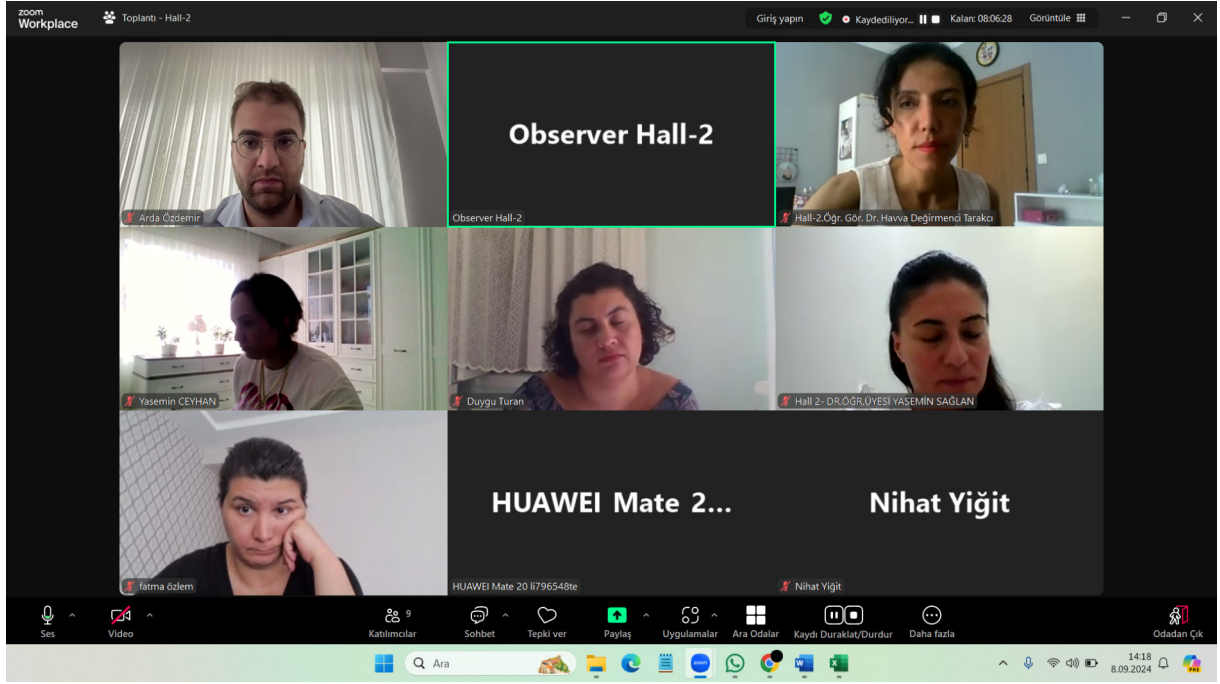 zoom
Workplace
Toplantı - Hall-2
Giriş yapın
Kaydediliyor...
Kalan: 08:06:28
Görüntüle
Arda Özdemir
Observer Hall-2
Observer Hall-2
Hall-2.Öğr. Gör. Dr. Havva Değirmenci Tarakcı
Yasemin CEYHAN
Duygu Turan
Hall 2- DR.ÖĞR.ÜYESİ YASEMİN SAĞLAN
fatma özlem
HUAWEI Mate 2...
HUAWEI Mate 20 li796548te
Nihat Yiğit
Nihat Yiğit
Ses
Video
9
Katılımcılar
Sohbet
Tepki ver
Paylaş
Uygulamalar
Ara Odalar
Kaydı Duraklat/Durdur
Daha fazla
Odadan Çık
Ara
14:18
8.09.2024